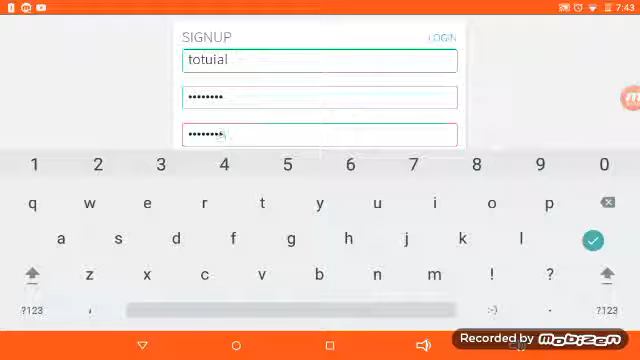 7:43
SIGNUP
LOGIN
totuial
••••••••
••••••••
1 2 3 4 5 6 7 8 9 0
q w e r t y u i o p
a s d f g h j k l
z x c v b n m ! ?
?123 , :-) . ?123
Recorded by mobizen